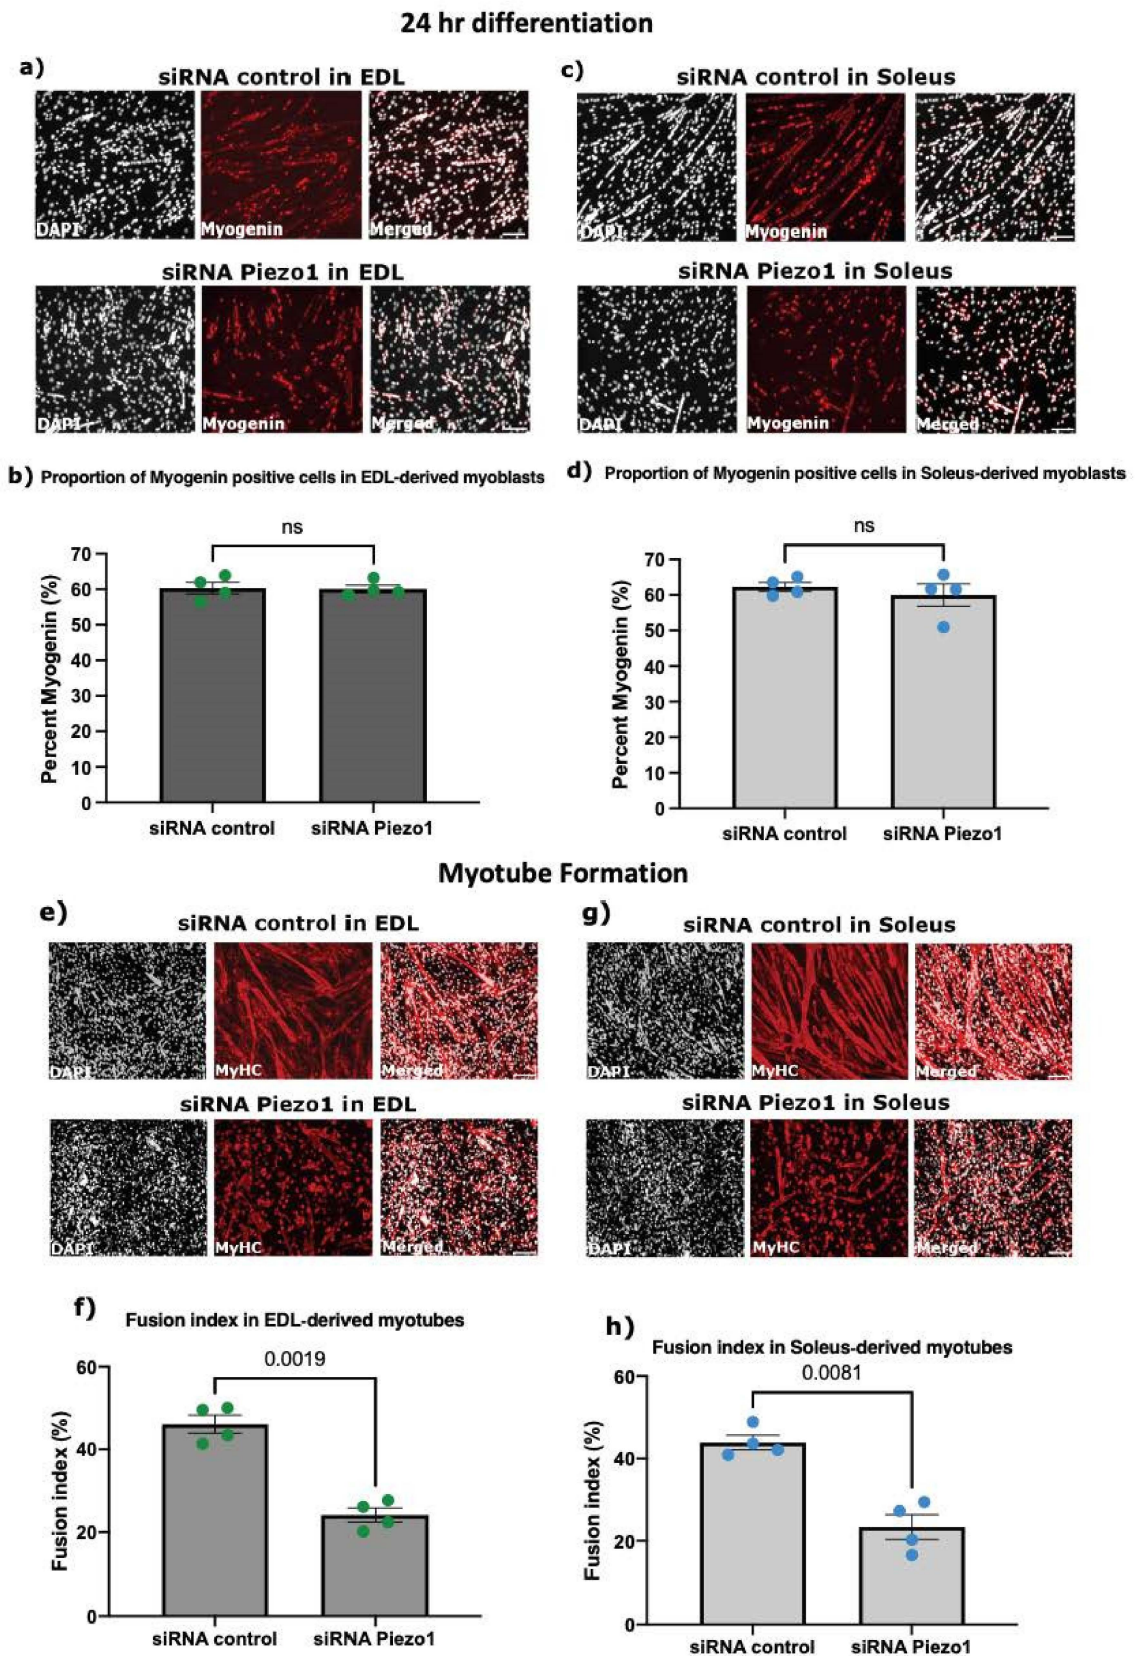 24 hr differentiation
a)
siRNA control in EDL
DAPI
Myogenin
Merged
siRNA Piezo1 in EDL
DAPI
Myogenin
Merged
c)
siRNA control in Soleus
DAPI
Myogenin
siRNA Piezo1 in Soleus
DAPI
Myogenin
Merged
b) Proportion of Myogenin positive cells in EDL-derived myoblasts
ns
Percent Myogenin (%)
70
60
50
40
30
20
10
0
siRNA control
siRNA Piezo1
d) Proportion of Myogenin positive cells in Soleus-derived myoblasts
ns
Percent Myogenin (%)
70
60
50
40
30
20
10
0
siRNA control
siRNA Piezo1
Myotube Formation
e)
siRNA control in EDL
DAPI
MyHC
Merged
siRNA Piezo1 in EDL
DAPI
MyHC
Merged
g)
siRNA control in Soleus
DAPI
MyHC
Merged
siRNA Piezo1 in Soleus
DAPI
MyHC
Merged
f)
Fusion index in EDL-derived myotubes
0.0019
Fusion index (%)
60
40
20
0
siRNA control
siRNA Piezo1
h)
Fusion index in Soleus-derived myotubes
0.0081
Fusion index (%)
60
40
20
0
siRNA control
siRNA Piezo1